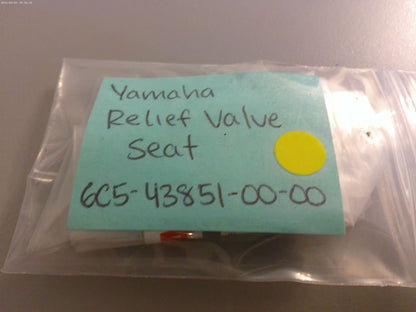 Yamaha
Relief Valve
Seat
6C5-43851-00-00